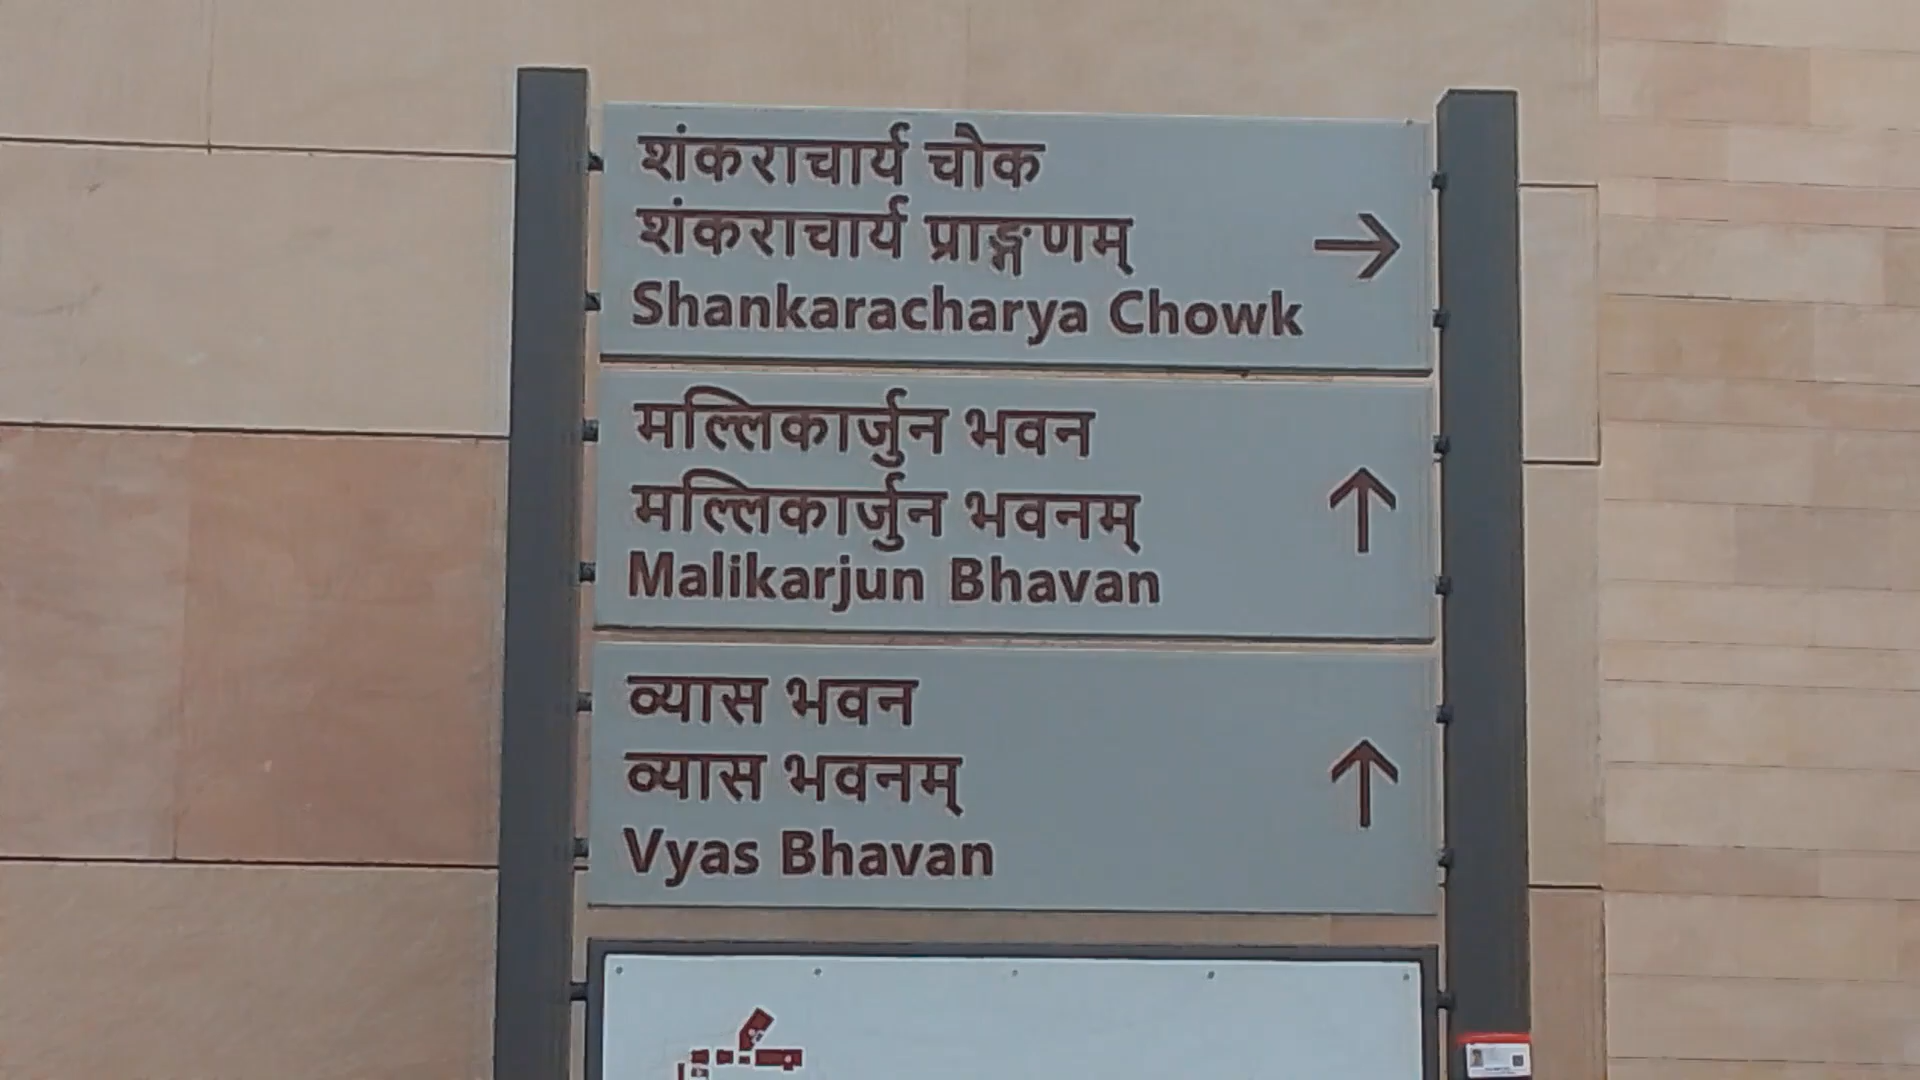 शंकराचार्य चौक
शंकराचार्य प्राङ्गणम्
Shankaracharya Chowk
मल्लिकार्जुन भवन
मल्लिकार्जुन भवनम्
Malikarjun Bhavan
व्यास भवन
व्यास भवनम्
Vyas Bhavan